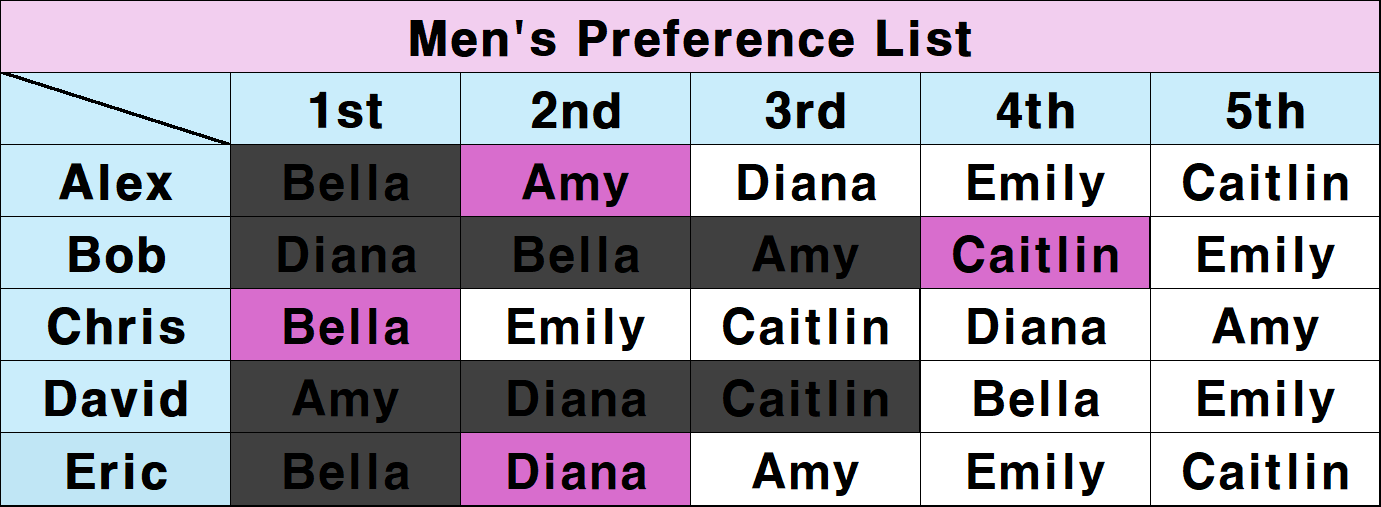 Men's Preference List
1st 2nd 3rd 4th 5th
Alex Bella Amy Diana Emily Caitlin
Bob Diana Bella Amy Caitlin Emily
Chris Bella Emily Caitlin Diana Amy
David Amy Diana Caitlin Bella Emily
Eric Bella Diana Amy Emily Caitlin